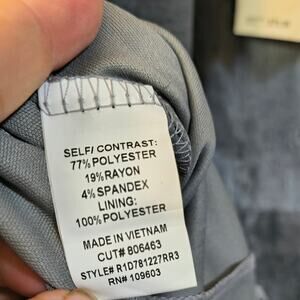 SELF/ CONTRAST:
77% POLYESTER
19% RAYON
4% SPANDEX
LINING:
100% POLYESTER
MADE IN VIETNAM
CUT# 806463
STYLE# R1D781227RR3
RN# 109603